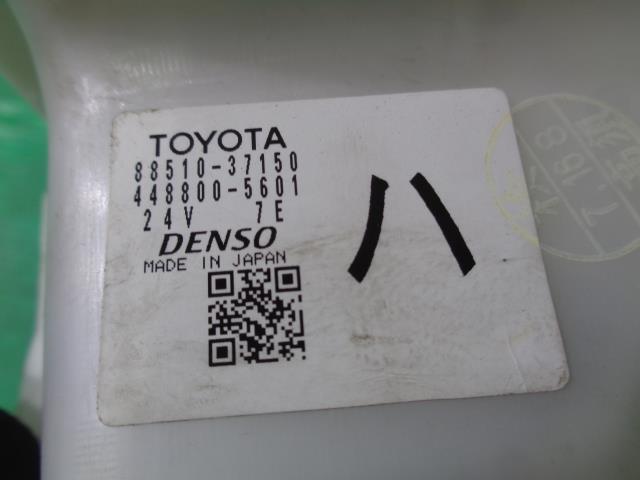 TOYOTA
88510-37150
448800-5601
24V 7E
DENSO
MADE IN JAPAN
ハ